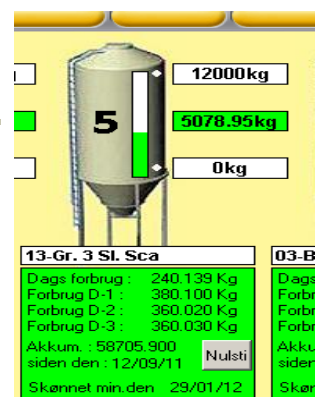 12000kg
5
5078.95kg
0kg
13-Gr. 3 Sl. Sca
Dags forbrug : 240.139 Kg
Forbrug D-1 : 380.100 Kg
Forbrug D-2 : 360.020 Kg
Forbrug D-3 : 360.030 Kg
Akkum. : 58705.900
siden den : 12/09/11
Nulsti
Skønnet min.den 29/01/12
03-B
Dags
Forbr
Forbr
Forbr
Akku
siden
Skøn